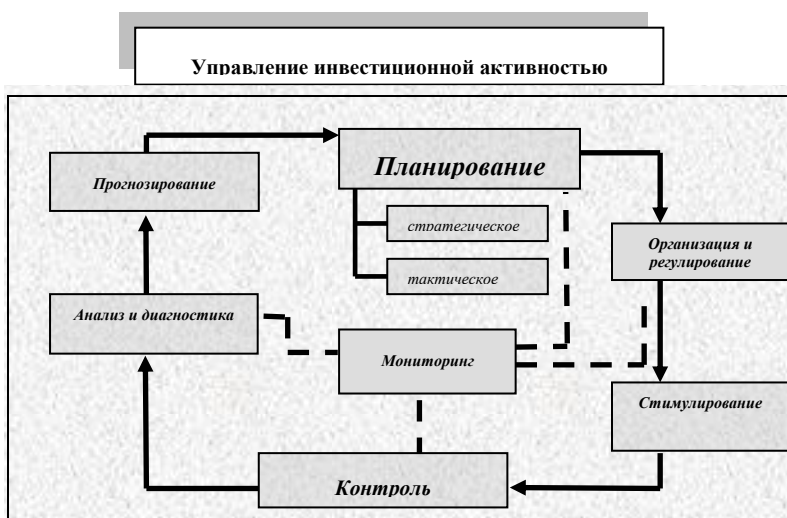 Управление инвестиционной активностью
Планирование
Прогнозирование
стратегическое
Организация и
регулирование
тактическое
Анализ и диагностика
Мониторинг
Стимулирование
Контроль